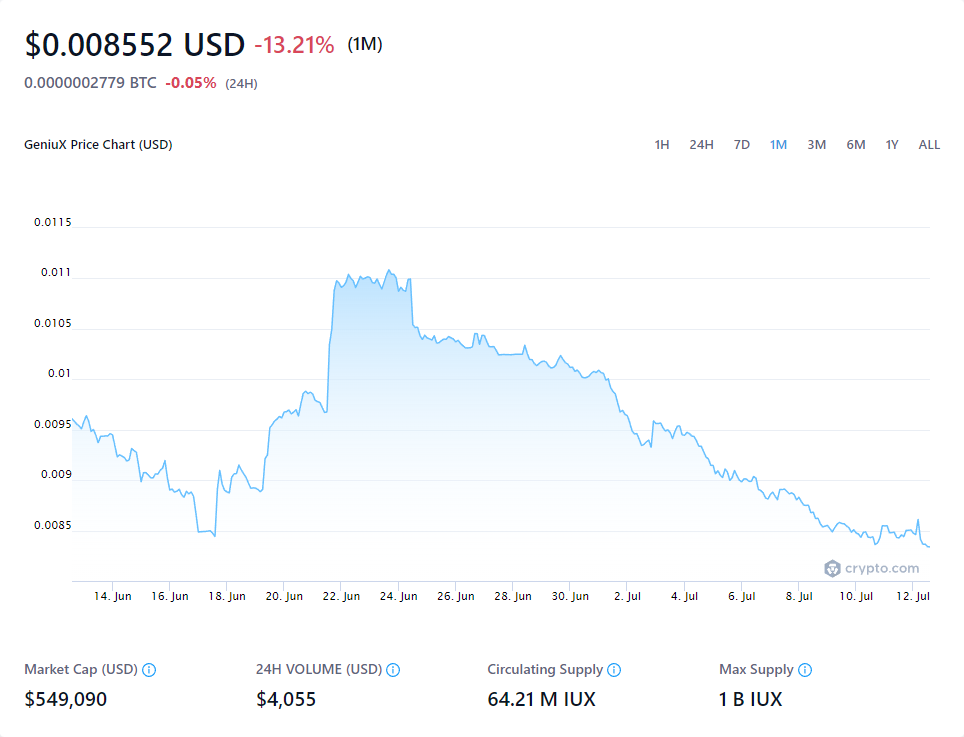 $0.008552 USD -13.21% (1M)
0.0000002779 BTC -0.05% (24H)
GeniuX Price Chart (USD) 1H 24H 7D 1M 3M 6M 1Y ALL
0.0115
0.011
0.0105
0.01
0.0095
0.009
0.0085
crypto.com
14. Jun 16. Jun 18. Jun 20. Jun 22. Jun 24. Jun 26. Jun 28. Jun 30. Jun 2. Jul 4. Jul 6. Jul 8. Jul 10. Jul 12. Jul
Market Cap (USD) 24H VOLUME (USD) Circulating Supply Max Supply
$549,090 $4,055 64.21 M IUX 1 B IUX